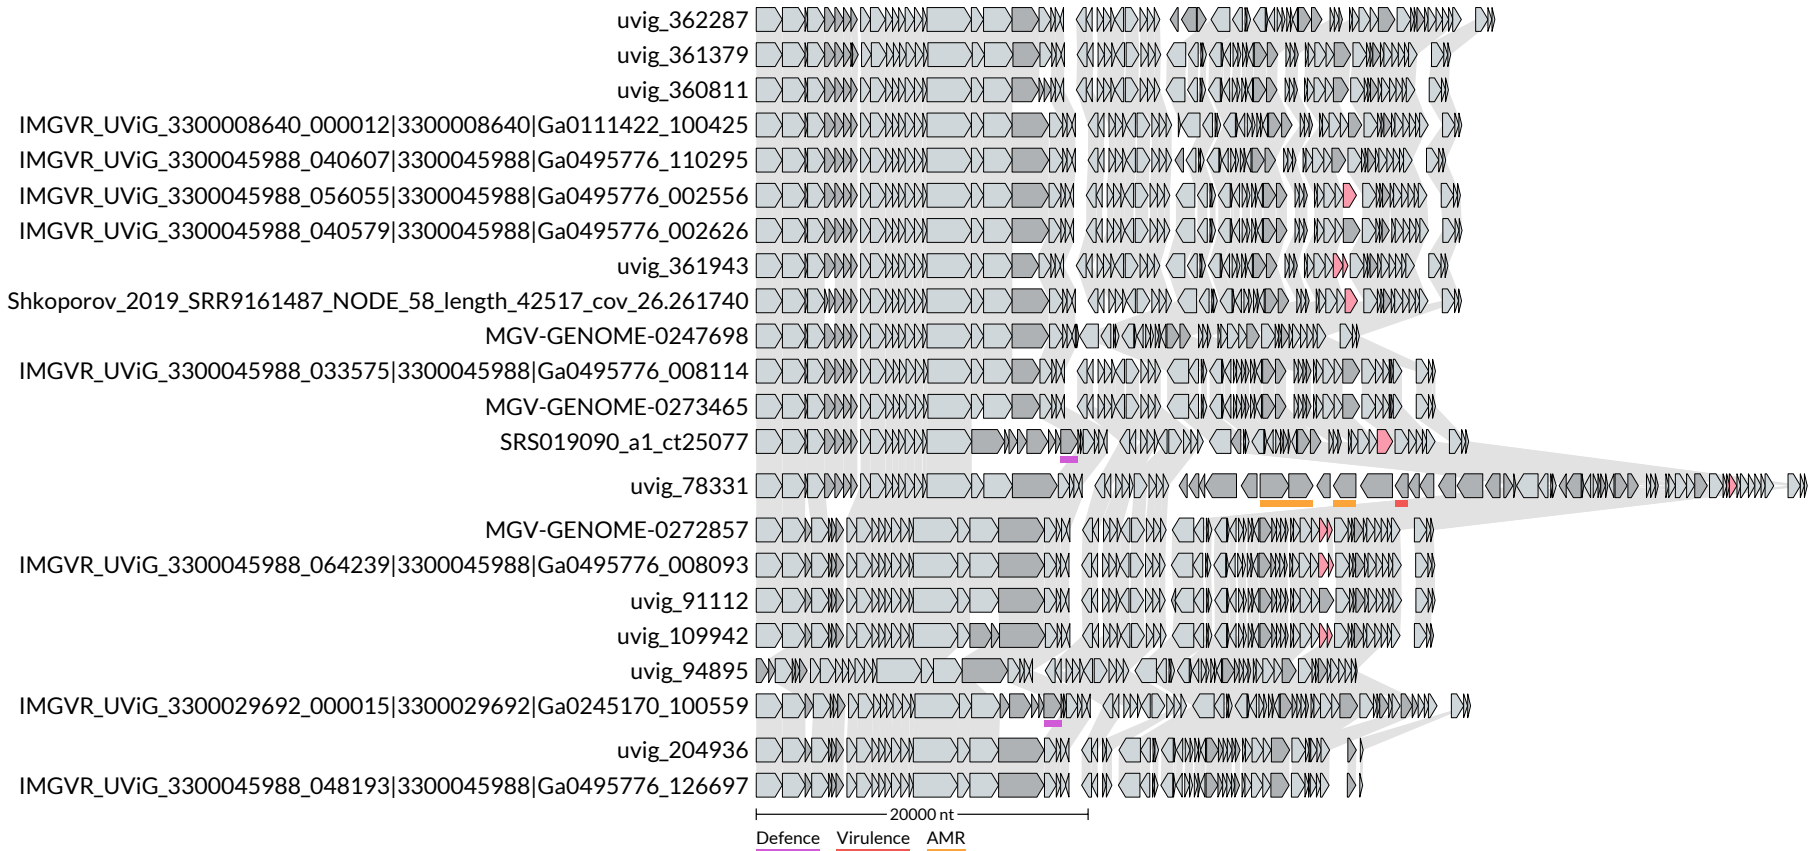 uvig_362287
uvig_361379
uvig_360811
IMGVR_UViG_3300008640_000012|3300008640|Ga0111422_100425
IMGVR_UViG_3300045988_040607|3300045988|Ga0495776_110295
IMGVR_UViG_3300045988_056055|3300045988|Ga0495776_002556
IMGVR_UViG_3300045988_040579|3300045988|Ga0495776_002626
uvig_361943
Shkoporov_2019_SRR9161487_NODE_58_length_42517_cov_26.261740
MGV-GENOME-0247698
IMGVR_UViG_3300045988_033575|3300045988|Ga0495776_008114
MGV-GENOME-0273465
SRS019090_a1_ct25077
uvig_78331
MGV-GENOME-0272857
IMGVR_UViG_3300045988_064239|3300045988|Ga0495776_008093
uvig_91112
uvig_109942
uvig_94895
IMGVR_UViG_3300029692_000015|3300029692|Ga0245170_100559
uvig_204936
IMGVR_UViG_3300045988_048193|3300045988|Ga0495776_126697
20000 nt
Defence Virulence AMR